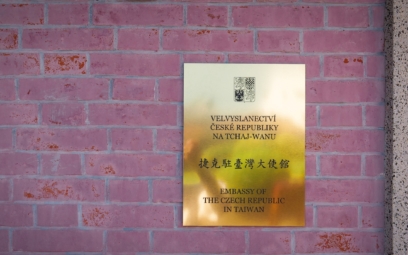 VELVYSLANECTVÍ
ČESKÉ REPUBLIKY
NA TCHAJ-WANU
捷克駐臺灣大使館
EMBASSY OF
THE CZECH REPUBLIC
IN TAIWAN